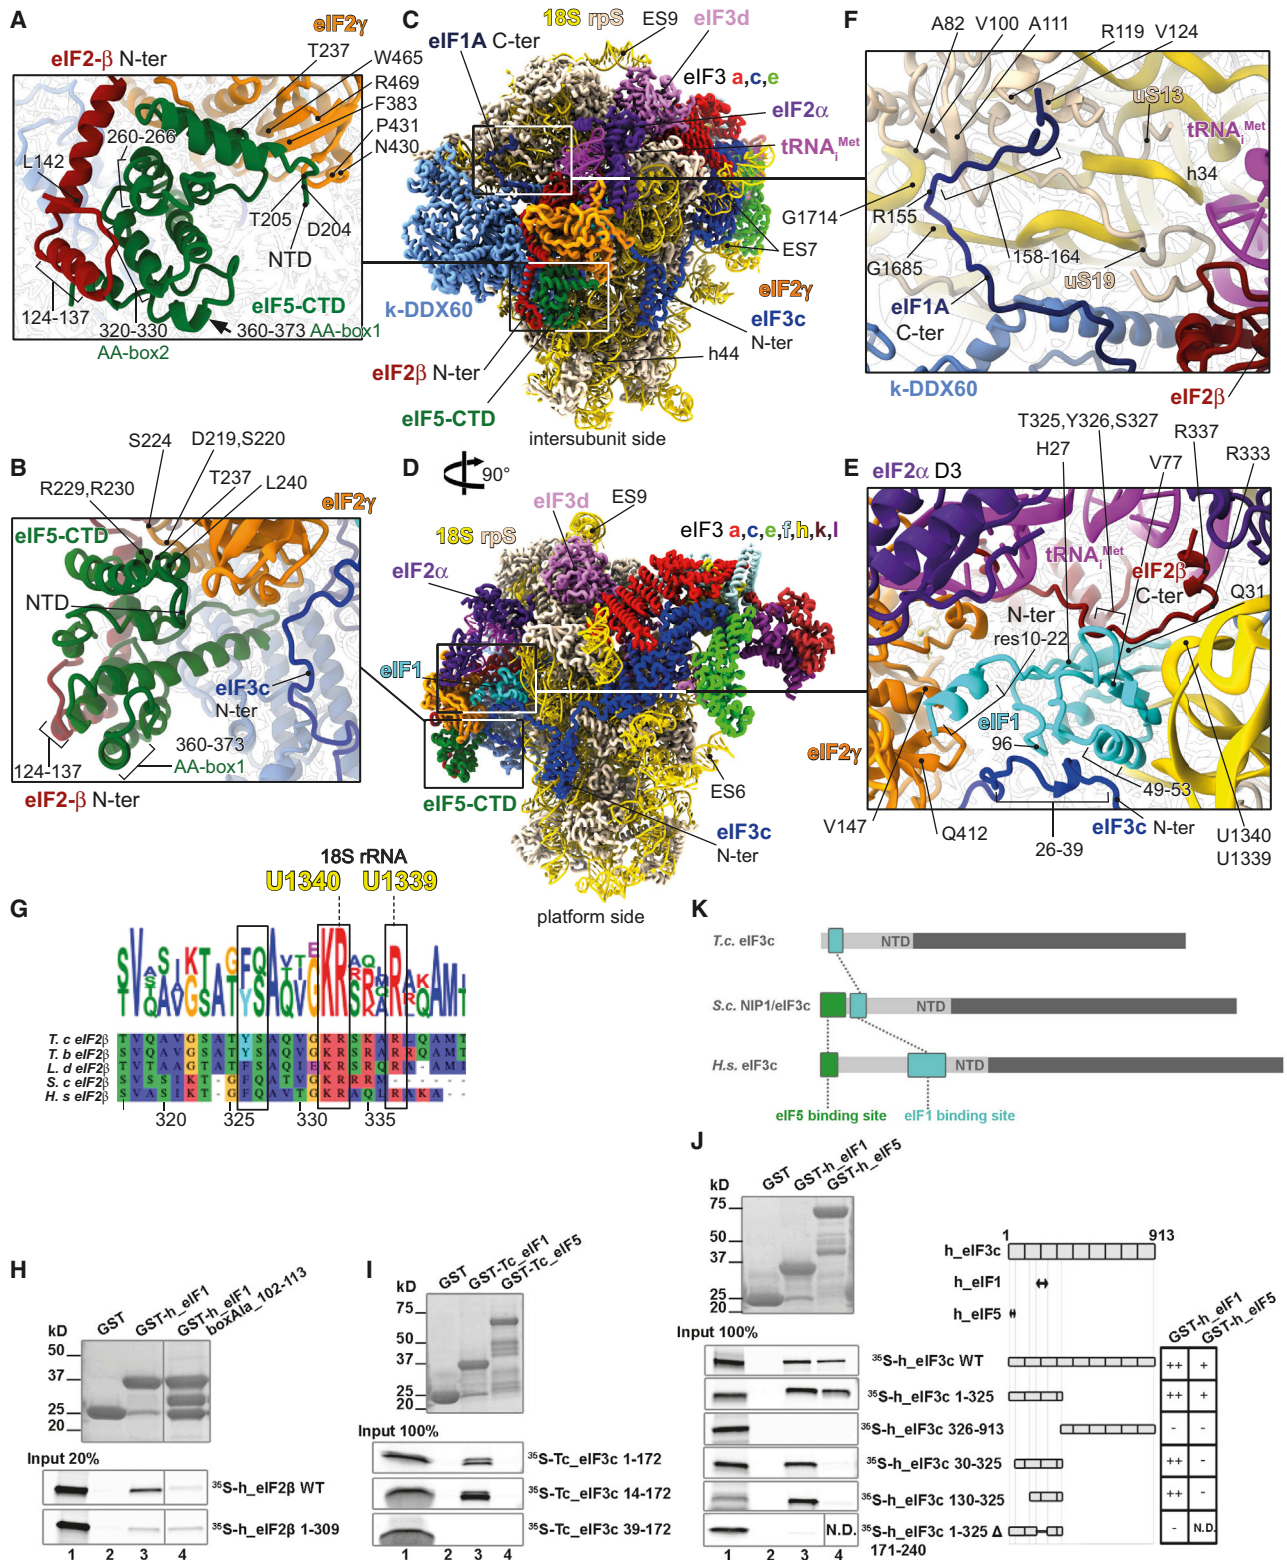 A
eIF2γ
eIF2-β N-ter
T237
W465
R469
F383
P431
N430
260-266
L142
T205
D204
NTD
eIF5-CTD
124-137
320-330
360-373 AA-box1
AA-box2
C
18S rpS
ES9
eIF3d
eIF1A C-ter
eIF3 a,c,e
eIF2α
tRNAiMet
G1714
ES7
eIF2γ
k-DDX60
eIF3c
N-ter
h44
eIF2β N-ter
eIF5-CTD
intersubunit side
F
A82
V100
A111
R119
V124
uS13
tRNAiMet
h34
R155
G1685
158-164
uS19
eIF1A
C-ter
k-DDX60
eIF2β
B
S224
D219,S220
T237
R229,R230
L240
eIF2γ
eIF5-CTD
NTD
eIF3c
N-ter
360-373
AA-box1
124-137
eIF2-β N-ter
D
90°
eIF3d
ES9
18S rpS
eIF3 a,c,e,f,h,k,l
eIF2α
eIF1
ES6
eIF5-CTD
eIF3c
N-ter
platform side
E
T325,Y326,S327
H27
R337
V77
R333
eIF2α D3
tRNAiMet
eIF2β
C-ter
Q31
N-ter
res10-22
eIF1
96
eIF2γ
49-53
V147
Q412
26-39
eIF3c N-ter
U1340
U1339
G
18S rRNA
U1340 U1339
T. c eIF2β TVQAVGSATYSAQVGKRSKARLQAMT
T. b eIF2β SVQAVGSATYSAQVGKRSKARRQAMT
L. d eIF2β VTAAGTATFSAQIEKRSRQRA-AMI
S. c eIF2β SVSSIKT-GFQATVGKRRRM
H. s eIF2β SVASIKT-GFQAVTGKRAQLRAKA
320 325 330 335
K
T.c. eIF3c
NTD
S.c. NIP1/eIF3c
NTD
H.s. eIF3c
NTD
eIF5 binding site
eIF1 binding site
H
GST
GST-h_eIF1
GST-h_eIF1
boxAla_102-113
kD
50
37
25
20
Input 20%
35S-h_eIF2β WT
35S-h_eIF2β 1-309
1 2 3 4
I
GST
GST-Tc_eIF1
GST-Tc_eIF5
kD
75
50
37
25
20
Input 100%
35S-Tc_eIF3c 1-172
35S-Tc_eIF3c 14-172
35S-Tc_eIF3c 39-172
1 2 3 4
J
GST
GST-h_eIF1
GST-h_eIF5
kD
75
50
37
25
20
1 913
h_eIF3c
h_eIF1
h_eIF5
GST-h_eIF1
GST-h_eIF5
Input 100%
35S-h_eIF3c WT
++ +
35S-h_eIF3c 1-325
++ +
35S-h_eIF3c 326-913
- -
35S-h_eIF3c 30-325
++ -
35S-h_eIF3c 130-325
++ -
N.D.
35S-h_eIF3c 1-325 Δ
171-240
- N.D.
1 2 3 4